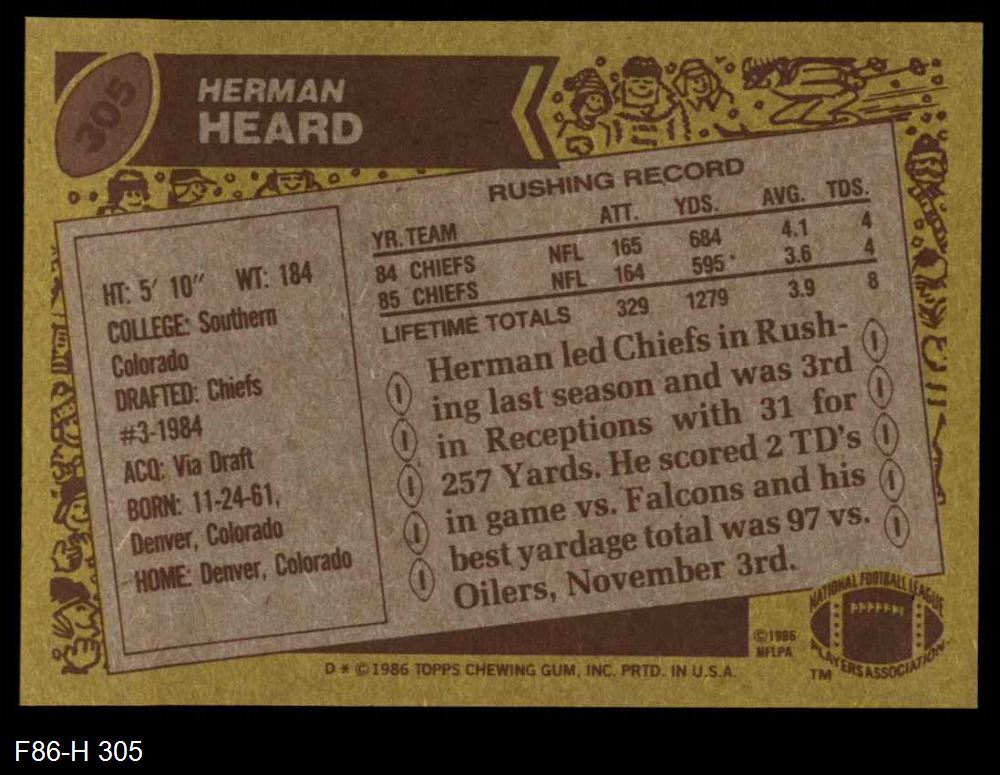 305
HERMAN
HEARD
RUSHING RECORD
YR. TEAM ATT. YDS. AVG. TDS.
84 CHIEFS NFL 165 684 4.1 4
85 CHIEFS NFL 164 595* 3.6 4
LIFETIME TOTALS 329 1279 3.9 8
HT: 5′ 10″ WT: 184
COLLEGE: Southern
Colorado
DRAFTED: Chiefs
#3-1984
ACQ: Via Draft
BORN: 11-24-61,
Denver, Colorado
HOME: Denver, Colorado
Herman led Chiefs in Rush-
ing last season and was 3rd
in Receptions with 31 for
257 Yards. He scored 2 TD's
in game vs. Falcons and his
best yardage total was 97 vs.
Oilers, November 3rd.
©1986
NFLPA
NATIONAL FOOTBALL LEAGUE
PLAYERS ASSOCIATION
TM
D * © 1986 TOPPS CHEWING GUM, INC. PRTD. IN U.S.A.
F86-H 305